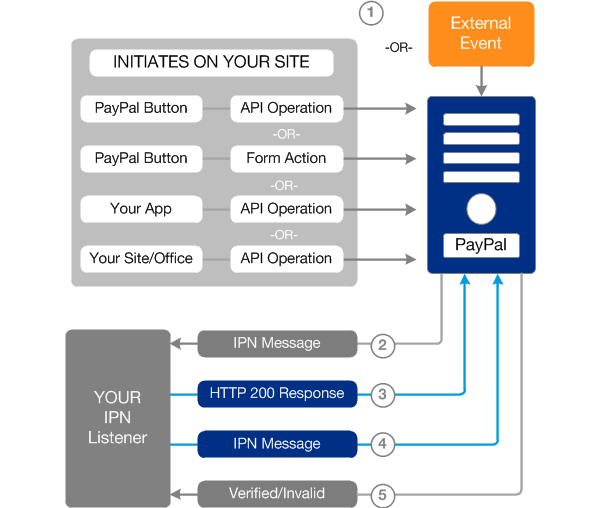 1
External
Event
-OR-
INITIATES ON YOUR SITE
PayPal Button API Operation
-OR-
PayPal Button Form Action
-OR-
Your App API Operation
-OR-
Your Site/Office API Operation
PayPal
IPN Message 2
YOUR
IPN
Listener
HTTP 200 Response 3
IPN Message 4
Verified/Invalid 5